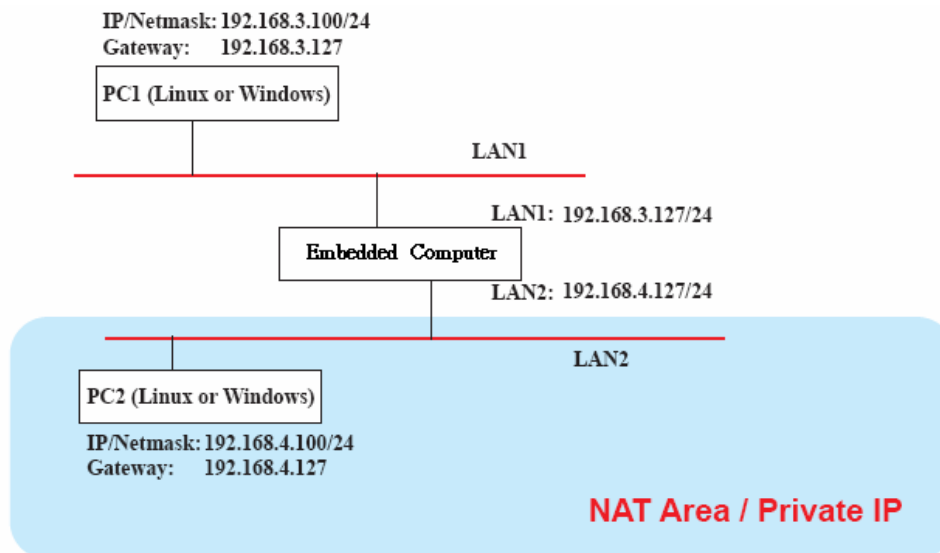 IP/Netmask: 192.168.3.100/24
Gateway: 192.168.3.127
PC1 (Linux or Windows)
LAN1
LAN1: 192.168.3.127/24
Embedded Computer
LAN2: 192.168.4.127/24
LAN2
PC2 (Linux or Windows)
IP/Netmask: 192.168.4.100/24
Gateway: 192.168.4.127
NAT Area / Private IP